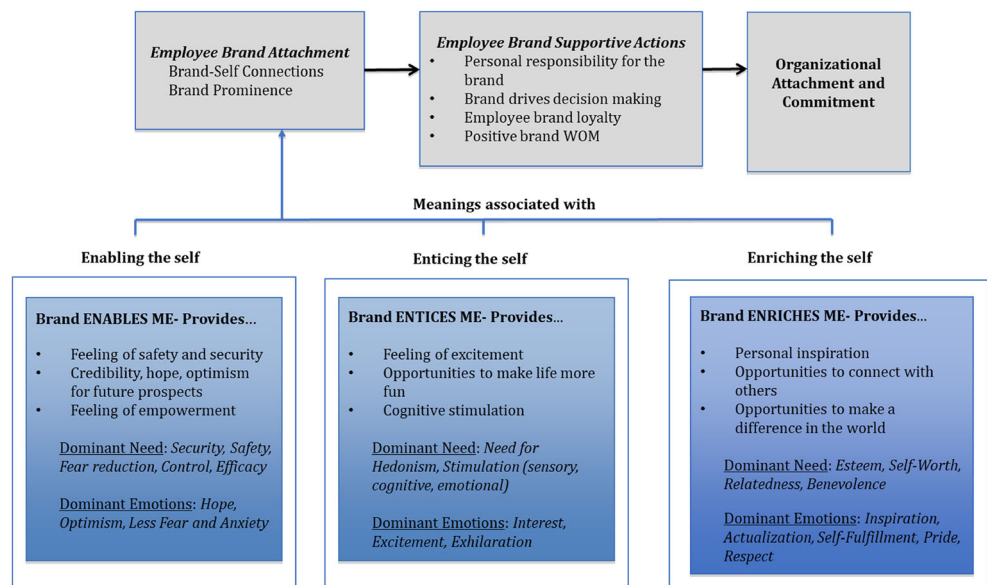 Employee Brand Attachment
Brand-Self Connections
Brand Prominence
Employee Brand Supportive Actions
• Personal responsibility for the
brand
• Brand drives decision making
• Employee brand loyalty
• Positive brand WOM
Organizational
Attachment and
Commitment
Meanings associated with
Enabling the self
Brand ENABLES ME- Provides…
• Feeling of safety and security
• Credibility, hope, optimism
for future prospects
• Feeling of empowerment
Dominant Need: Security, Safety,
Fear reduction, Control, Efficacy
Dominant Emotions: Hope,
Optimism, Less Fear and Anxiety
Enticing the self
Brand ENTICES ME- Provides…
• Feeling of excitement
• Opportunities to make life more
fun
• Cognitive stimulation
Dominant Need: Need for
Hedonism, Stimulation (sensory,
cognitive, emotional)
Dominant Emotions: Interest,
Excitement, Exhilaration
Enriching the self
Brand ENRICHES ME- Provides…
• Personal inspiration
• Opportunities to connect with
others
• Opportunities to make a
difference in the world
Dominant Need: Esteem, Self-Worth,
Relatedness, Benevolence
Dominant Emotions: Inspiration,
Actualization, Self-Fulfillment, Pride,
Respect